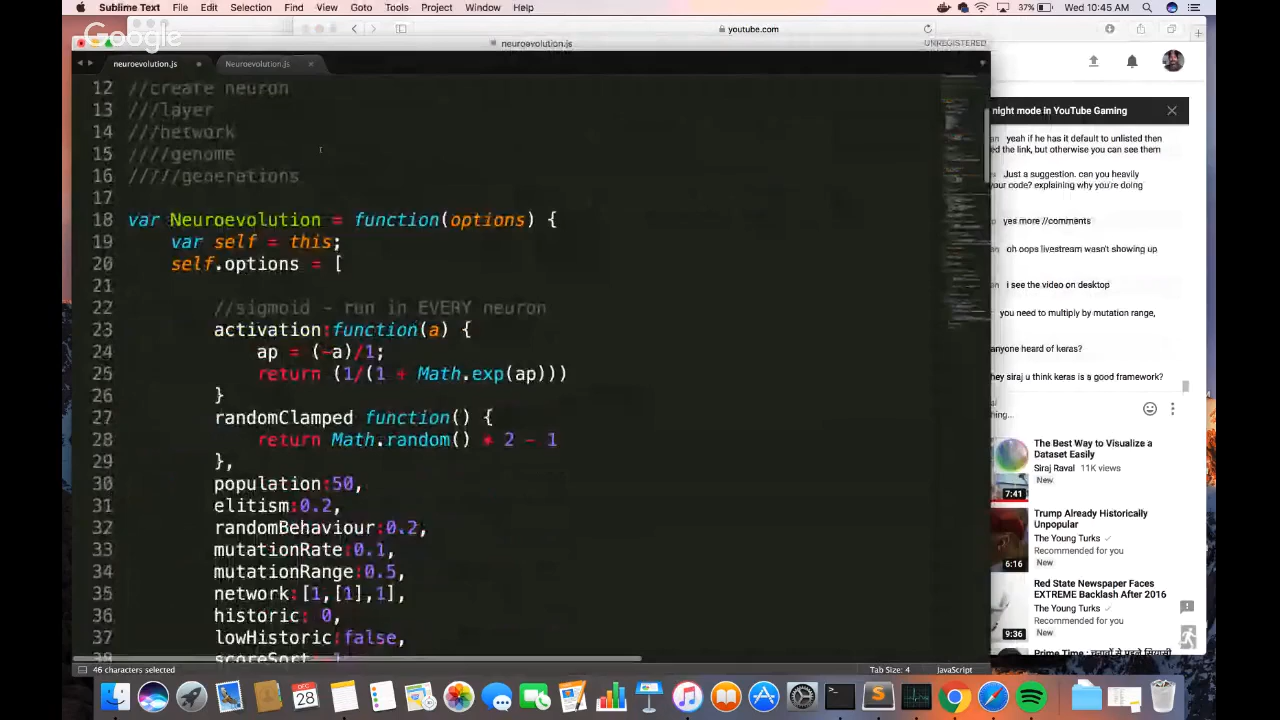 Sublime Text File Edit Selection Find View Goto Tools Project Window Help 37% Wed 10:45 AM
Google
youtube.com
neuroevolution.js
UNREGISTERED
neuroevolution.js Neuroevolution.js
12 //create neuron
13 ///layer
14 ///network
15 ////genome
16 /////generations
17
18 var Neuroevolution = function(options) {
19 var self = this;
20 self.options = [
21
22 //sigmoid - run in EVERY neuron
23 activation:function(a) {
24 ap = (-a)/1;
25 return (1/(1 + Math.exp(ap)))
26 }
27 randomClamped function() {
28 return Math.random() * 2 - 1
29 },
30 population:50,
31 elitism:0.2,
32 randomBehaviour:0.2,
33 mutationRate:0.1,
34 mutationRange:0.5,
35 network:[1,[1],1],
36 historic: 0,
37 lowHistoric:false,
38 scoreSort
46 characters selected
Tab Size: 4 JavaScript
night mode in YouTube Gaming
yeah if he has it default to unlisted then
d the link, but otherwise you can see them
Just a suggestion. can you heavily
your code? explaining why you're doing
yes more //comments
oh oops livestream wasn't showing up
i see the video on desktop
you need to multiply by mutation range,
anyone heard of keras?
hey siraj u think keras is a good framework?
hing...
The Best Way to Visualize a
Dataset Easily
Siraj Raval 11K views
New
7:41
Trump Already Historically
Unpopular
The Young Turks
Recommended for you
New
6:16
Red State Newspaper Faces
EXTREME Backlash After 2016
The Young Turks
Recommended for you
New
9:36
Prime Time : चुनावों से पहले सियासी
DEC
28